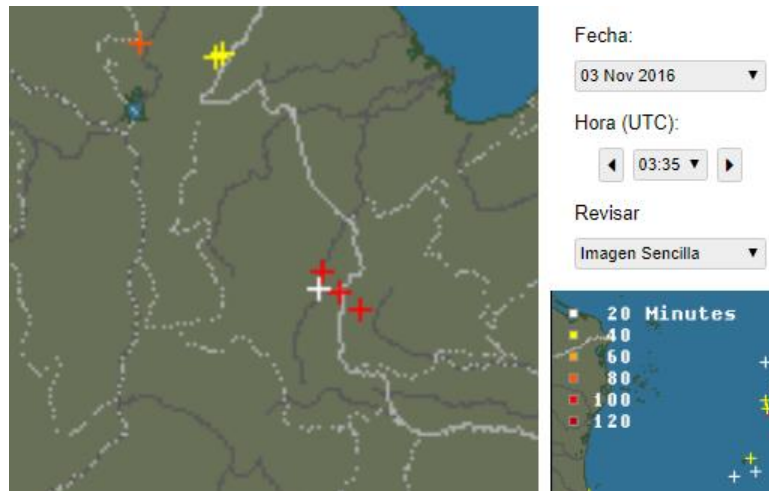 Fecha:
03 Nov 2016
Hora (UTC):
03:35
Revisar
Imagen Sencilla
20 Minutes
40
60
80
100
120